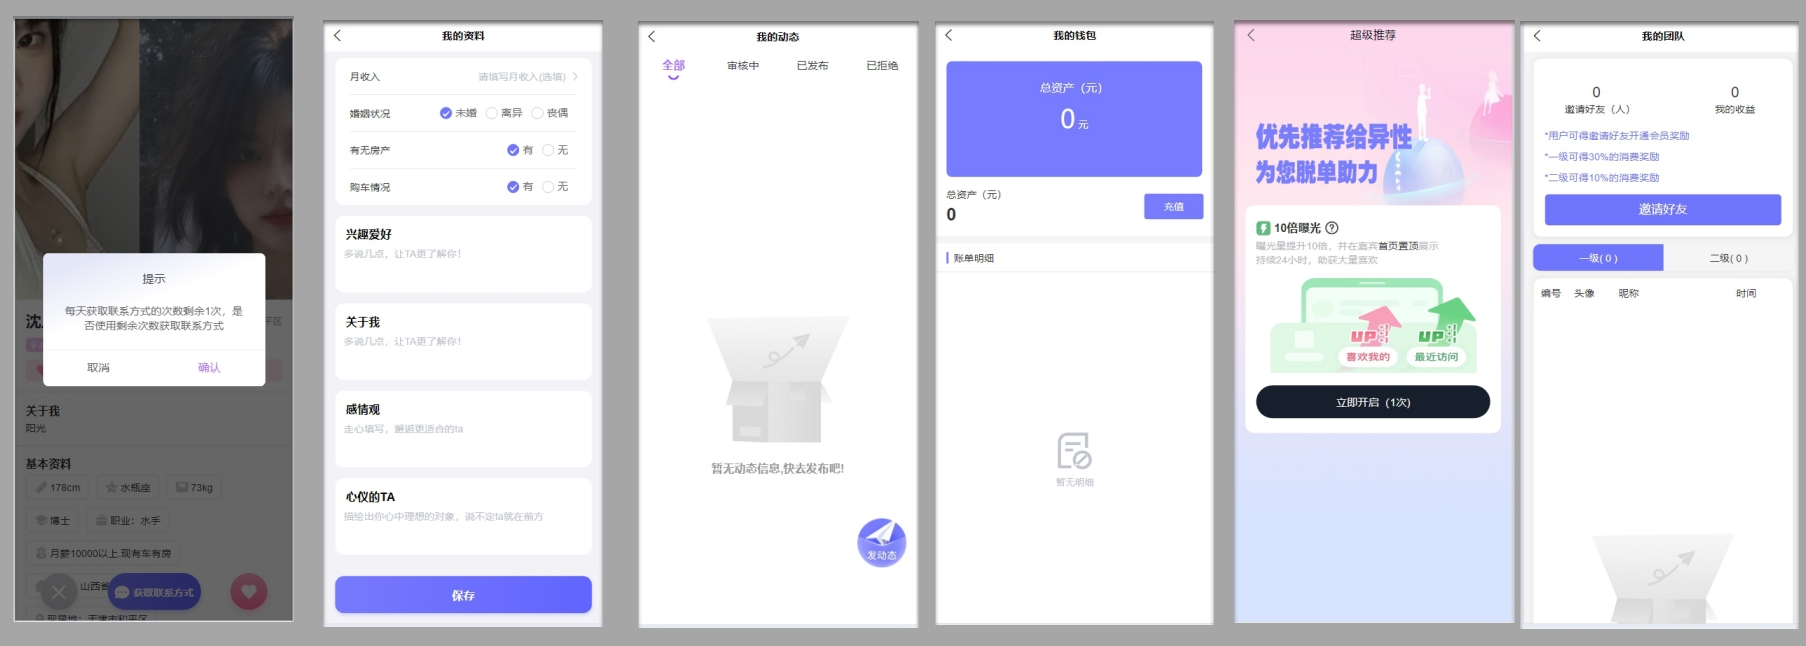 提示
每天获取联系方式的次数剩余1次，是
否使用剩余次数获取联系方式
取消
确认
沈
平区
关于我
阳光
基本资料
178cm
水瓶座
73kg
博士
职业：水手
月薪10000以上,现有车有房
山西省
获取联系方式
现居地：天津市和平区
我的资料
月收入
请填写月收入(选填)
婚姻状况
未婚
离异
丧偶
有无房产
有
无
购车情况
有
无
兴趣爱好
多说几点，让TA更了解你！
关于我
多说几点，让TA更了解你！
感情观
走心填写，邂逅更适合的ta
心仪的TA
描绘出你心中理想的对象，说不定ta就在前方
保存
我的动态
全部
审核中
已发布
已拒绝
暂无动态信息,快去发布吧!
发动态
我的钱包
总资产（元）
0元
总资产（元）
0
充值
账单明细
暂无明细
超级推荐
优先推荐给异性
为您脱单助力
10倍曝光
曝光量提升10倍，并在嘉宾首页置顶展示
持续24小时，助获大量喜欢
UP
喜欢我的
UP
最近访问
立即开启（1次）
我的团队
0
邀请好友（人）
0
我的收益
*用户可得邀请好友开通会员奖励
*一级可得30%的消费奖励
*二级可得10%的消费奖励
邀请好友
一级( 0 )
二级( 0 )
编号
头像
昵称
时间